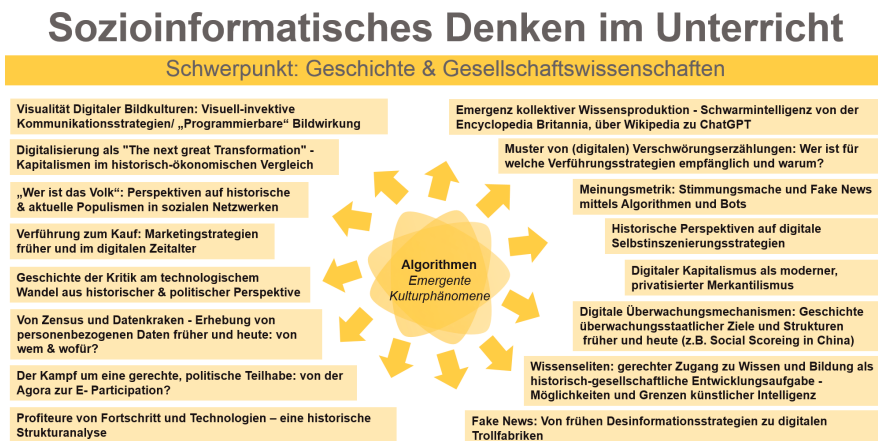 Sozioinformatisches Denken im Unterricht
Schwerpunkt: Geschichte & Gesellschaftswissenschaften
Visualität Digitaler Bildkulturen: Visuell-invektive
Kommunikationsstrategien/ „Programmierbare“ Bildwirkung
Digitalisierung als "The next great Transformation" -
Kapitalismen im historisch-ökonomischen Vergleich
„Wer ist das Volk“: Perspektiven auf historische
& aktuelle Populismen in sozialen Netzwerken
Verführung zum Kauf: Marketingstrategien
früher und im digitalen Zeitalter
Geschichte der Kritik am technologischem
Wandel aus historischer & politischer Perspektive
Von Zensus und Datenkraken - Erhebung von
personenbezogenen Daten früher und heute: von
wem & wofür?
Der Kampf um eine gerechte, politische Teilhabe: von der
Agora zur E- Participation?
Profiteure von Fortschritt und Technologien – eine historische
Strukturanalyse
Algorithmen
Emergente
Kulturphänomene
Emergenz kollektiver Wissensproduktion - Schwarmintelligenz von der
Encyclopedia Britannia, über Wikipedia zu ChatGPT
Muster von (digitalen) Verschwörungserzählungen: Wer ist für
welche Verführungsstrategien empfänglich und warum?
Meinungsmetrik: Stimmungsmache und Fake News
mittels Algorithmen und Bots
Historische Perspektiven auf digitale
Selbstinszenierungsstrategien
Digitaler Kapitalismus als moderner,
privatisierter Merkantilismus
Digitale Überwachungsmechanismen: Geschichte
überwachungsstaatlicher Ziele und Strukturen
früher und heute (z.B. Social Scoreing in China)
Wissenseliten: gerechter Zugang zu Wissen und Bildung als
historisch-gesellschaftliche Entwicklungsaufgabe -
Möglichkeiten und Grenzen künstlicher Intelligenz
Fake News: Von frühen Desinformationsstrategien zu digitalen
Trollfabriken